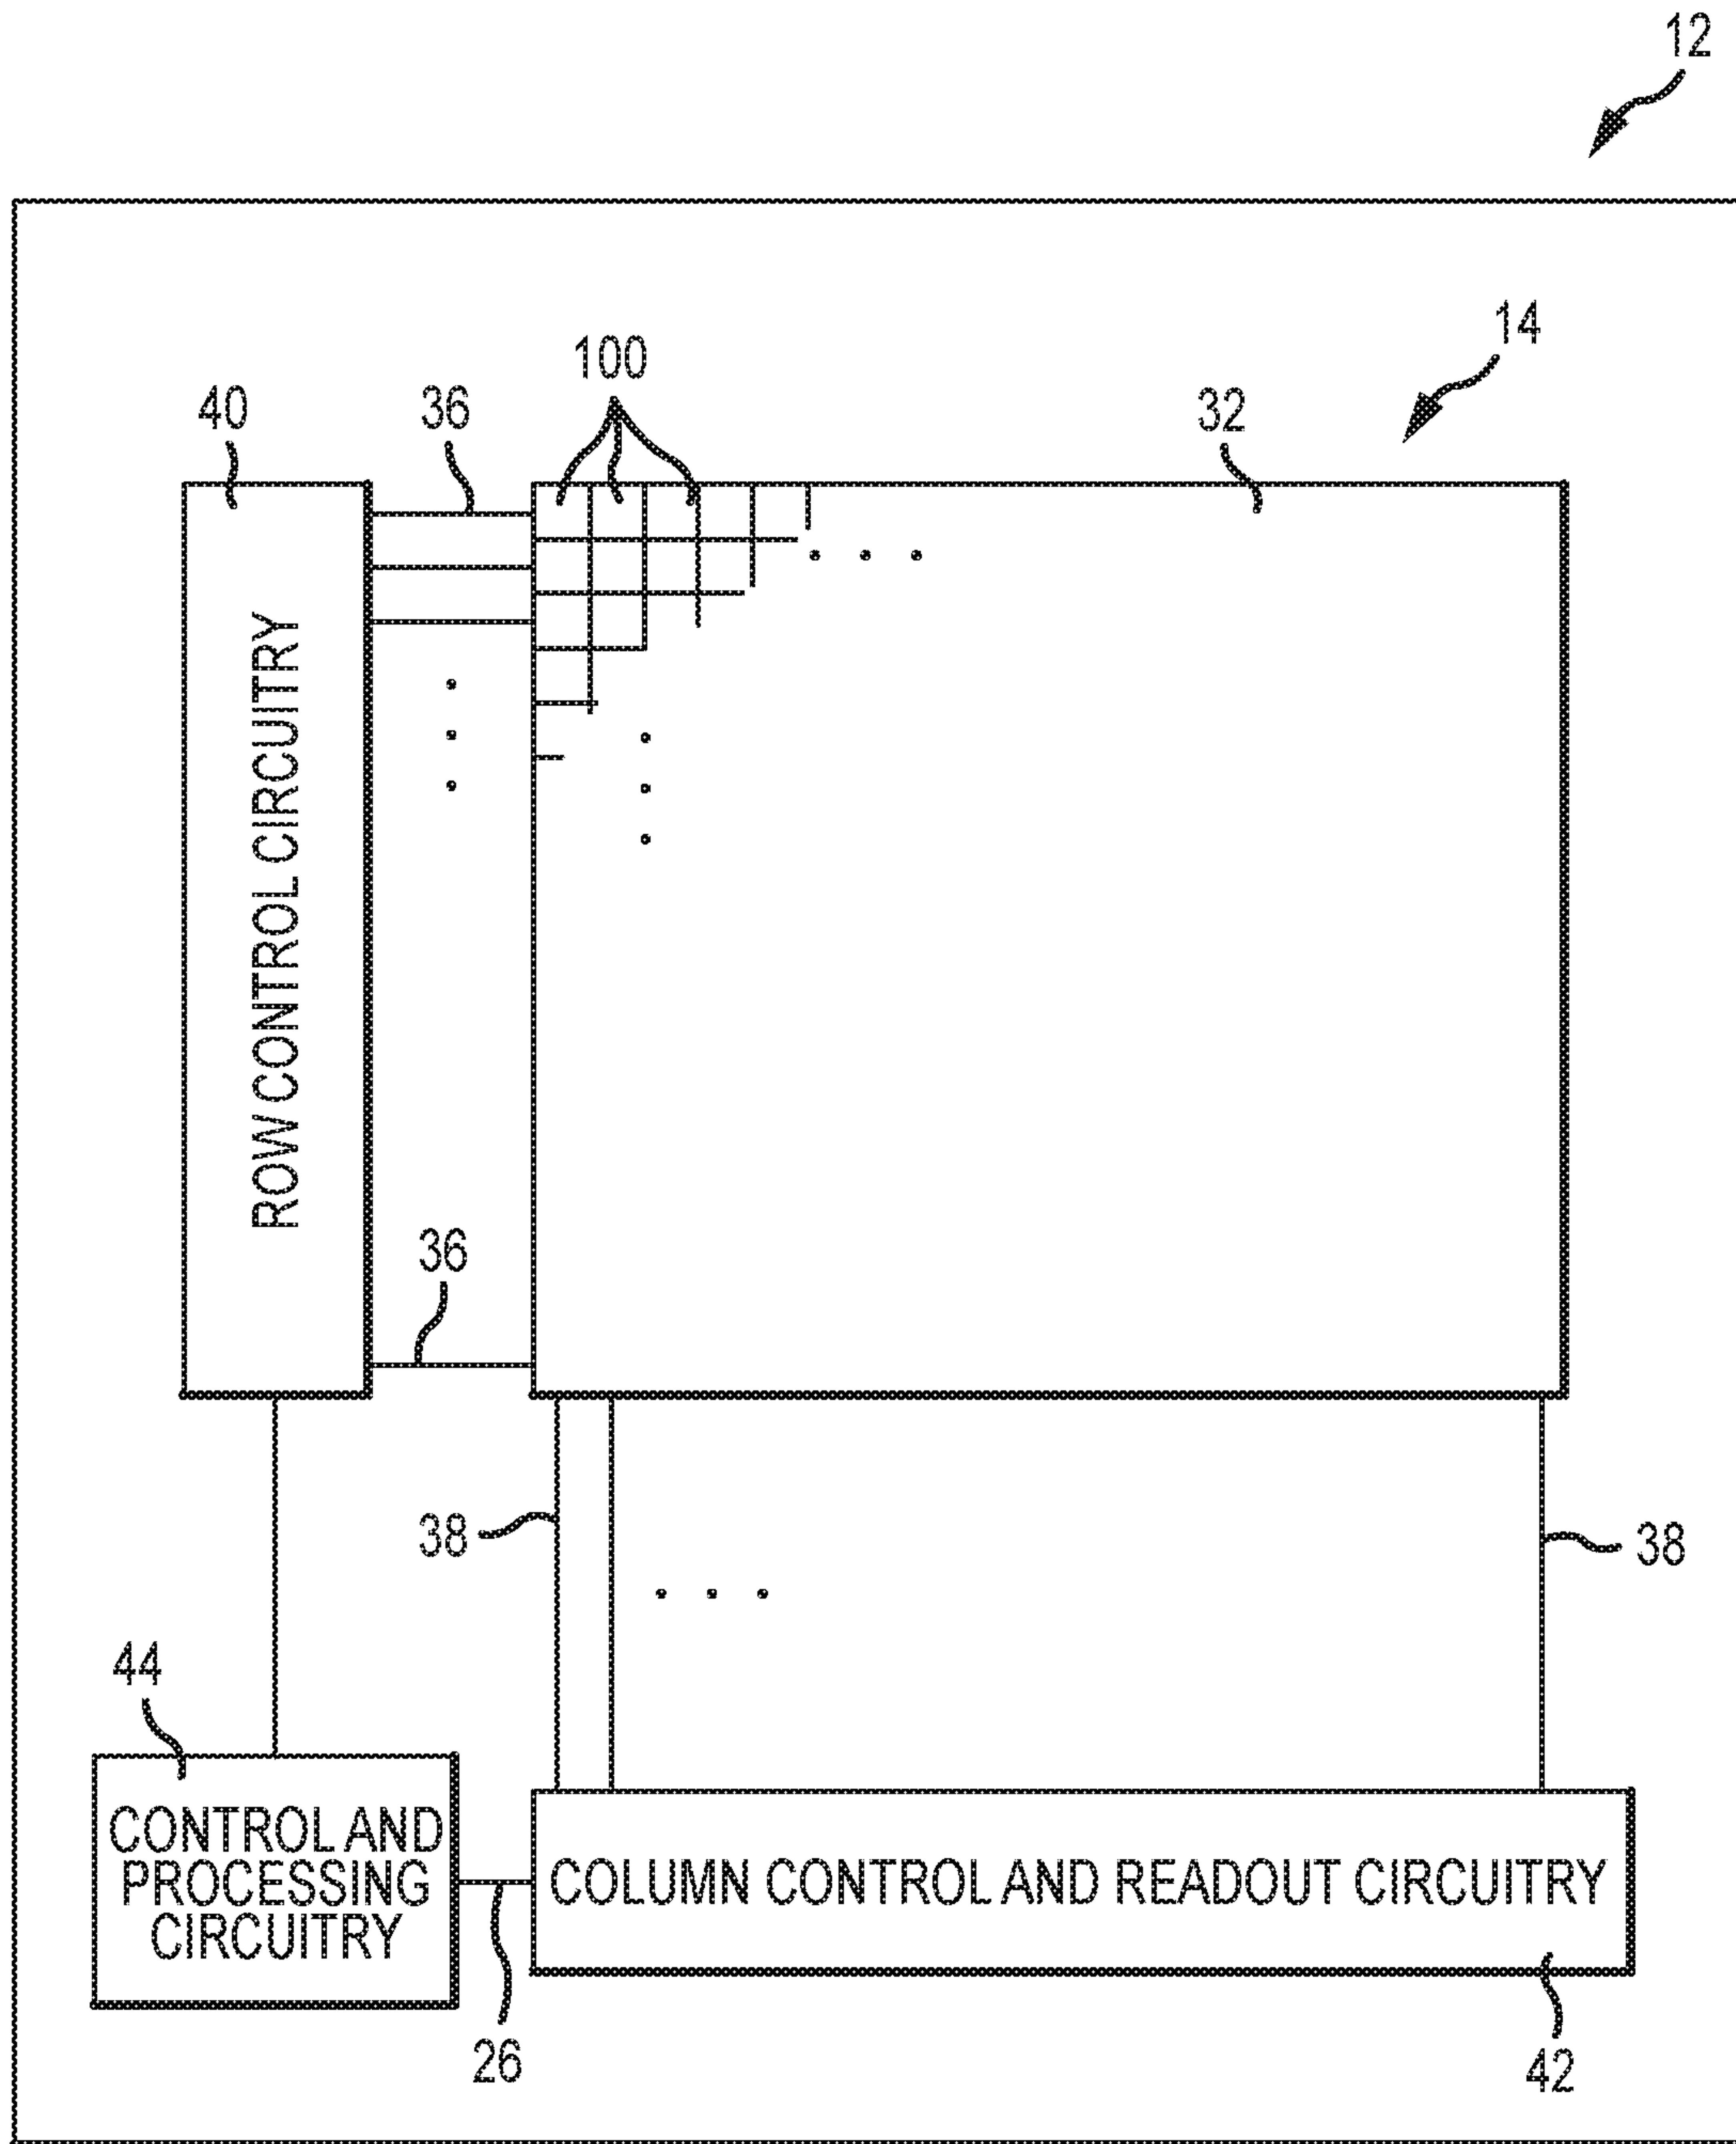 12
14
100
40
36
32
ROW CONTROL CIRCUITRY
36
38
38
44
CONTROL AND
PROCESSING
CIRCUITRY
COLUMN CONTROL AND READOUT CIRCUITRY
26
42